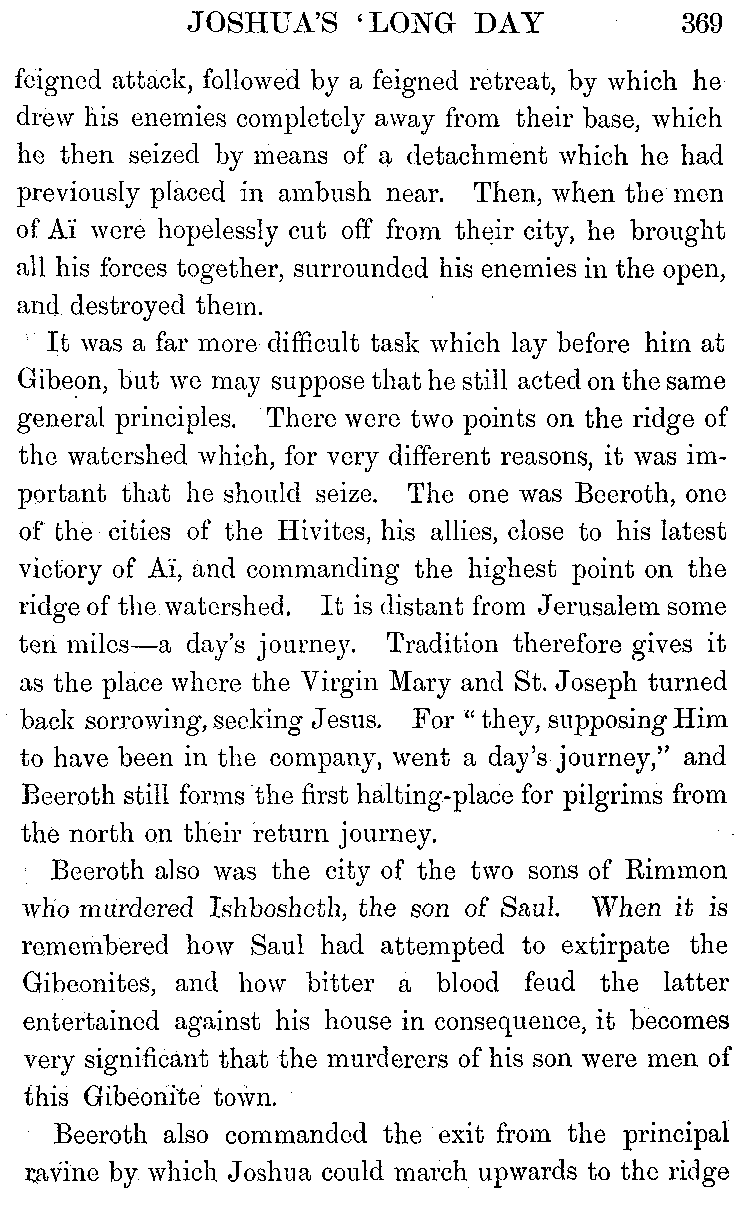 JOSHUA'S 'LONG DAY 369
feigned attack, followed by a feigned retreat, by which he
drew his enemies completely away from their base, which
he then seized by means of a detachment which he had
previously placed in ambush near. Then, when the men
of Aï were hopelessly cut off from their city, he brought
all his forces together, surrounded his enemies in the open,
and destroyed them.
It was a far more difficult task which lay before him at
Gibeon, but we may suppose that he still acted on the same
general principles. There were two points on the ridge of
the watershed which, for very different reasons, it was im-
portant that he should seize. The one was Beeroth, one
of the cities of the Hivites, his allies, close to his latest
victory of Aï, and commanding the highest point on the
ridge of the watershed. It is distant from Jerusalem some
ten miles—a day's journey. Tradition therefore gives it
as the place where the Virgin Mary and St. Joseph turned
back sorrowing, seeking Jesus. For "they, supposing Him
to have been in the company, went a day's journey," and
Beeroth still forms the first halting-place for pilgrims from
the north on their return journey.
Beeroth also was the city of the two sons of Rimmon
who murdered Ishbosheth, the son of Saul. When it is
remembered how Saul had attempted to extirpate the
Gibeonites, and how bitter a blood feud the latter
entertained against his house in consequence, it becomes
very significant that the murderers of his son were men of
this Gibeonite town.
Beeroth also commanded the exit from the principal
ravine by which Joshua could march upwards to the ridge